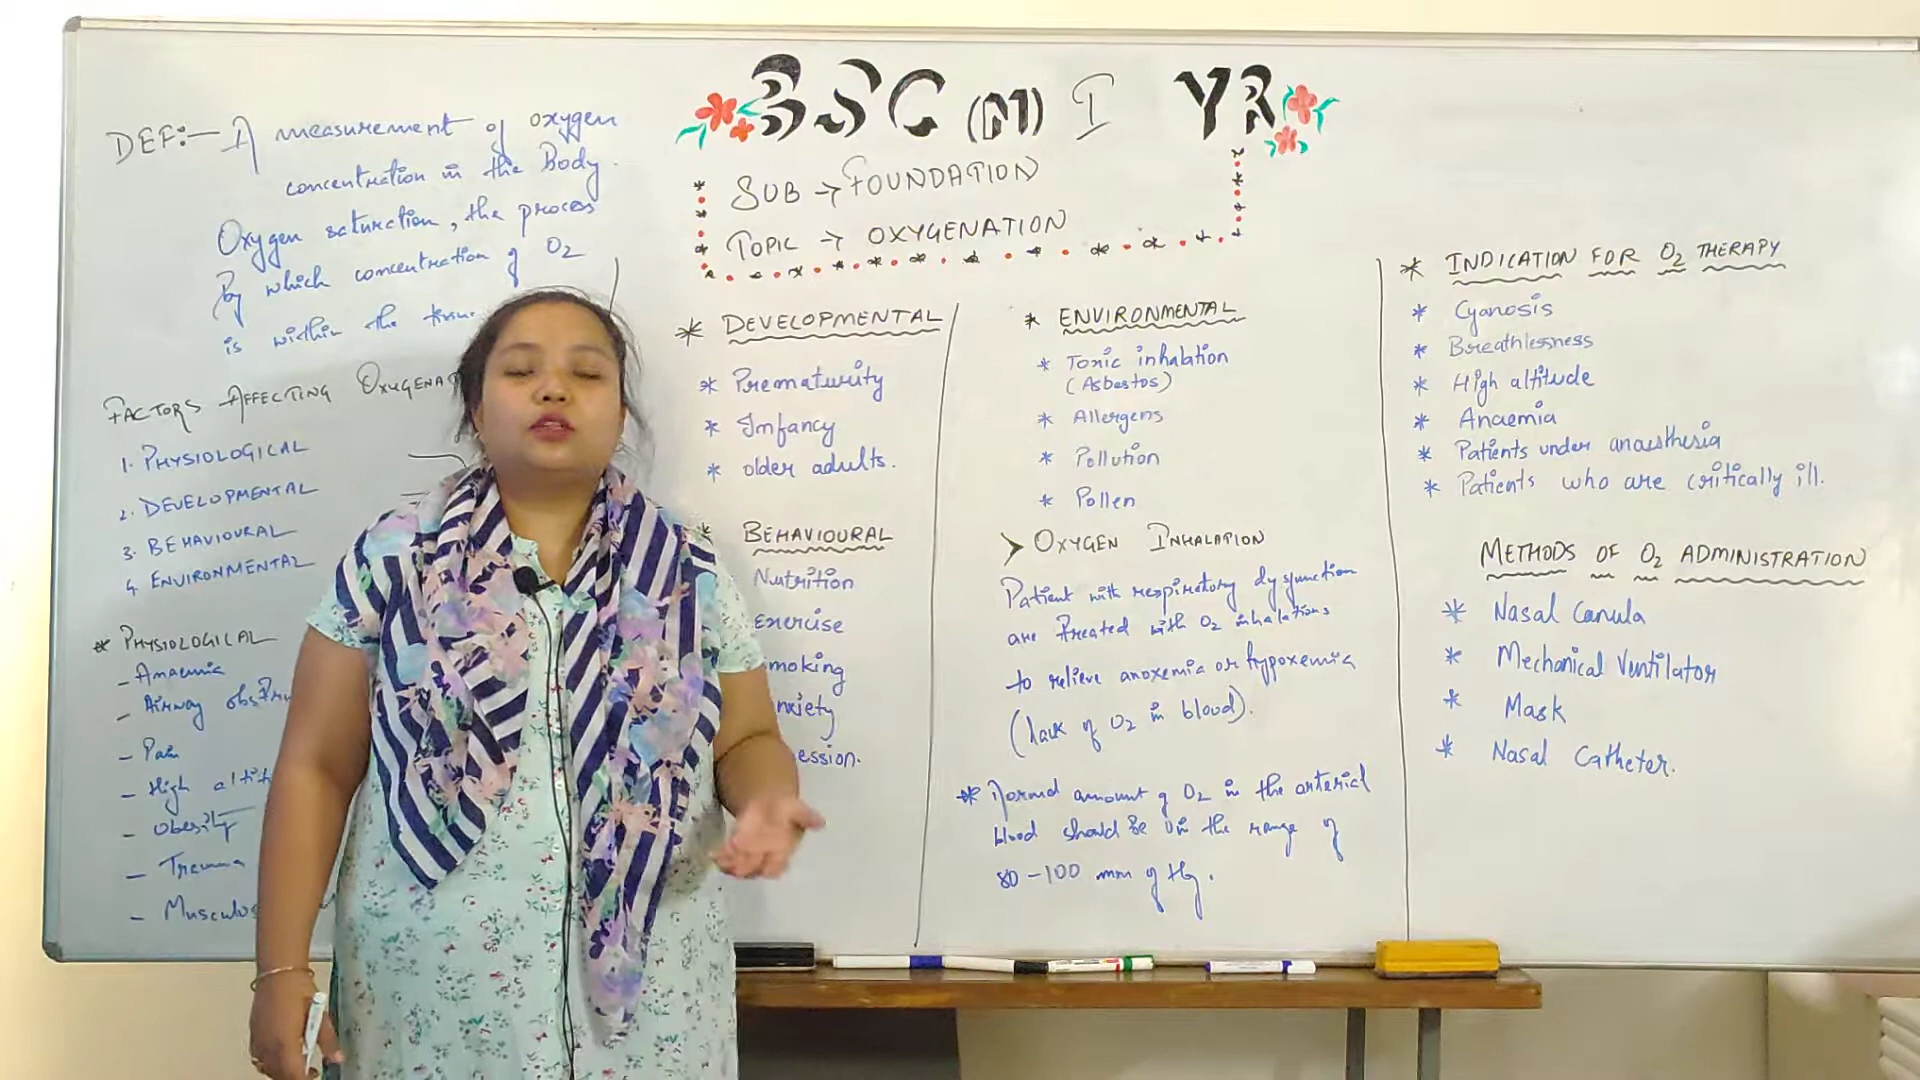 BSC (N) I YR
SUB → FOUNDATION
TOPIC → OXYGENATION
DEF:- A measurement of oxygen
concentration in the Body.
Oxygen saturation, the process
By which concentration of O2
is within the
FACTORS AFFECTING
1. PHYSIOLOGICAL
2. DEVELOPMENTAL
3. BEHAVIOURAL
4. ENVIRONMENTAL
* PHYSIOLOGICAL
- Anaemia
- Airway
- Pain
- High
- Obesity
- Trauma
* DEVELOPMENTAL
* Prematurity
* Infancy
* older adults.
* BEHAVIOURAL
Nutrition
Exercise
* ENVIRONMENTAL
* Toxic inhalation
(Asbestos)
* Allergens
* Pollution
* Pollen
> OXYGEN INHALATION
Patient with respiratory dysfunction
are treated with O2 inhalations
to relieve anoxemia or hypoxemia
(lack of O2 in blood).
* Normal amount of O2 in the arterial
blood should be in the range of
80-100 mm of Hg.
* INDICATION FOR O2 THERAPY
* Cyanosis
* Breathlessness
* High altitude
* Anaemia
* Patients under anaesthesia
* Patients who are critically ill.
METHODS OF O2 ADMINISTRATION
* Nasal Canula
* Mechanical Ventilator
* Mask
* Nasal Catheter.